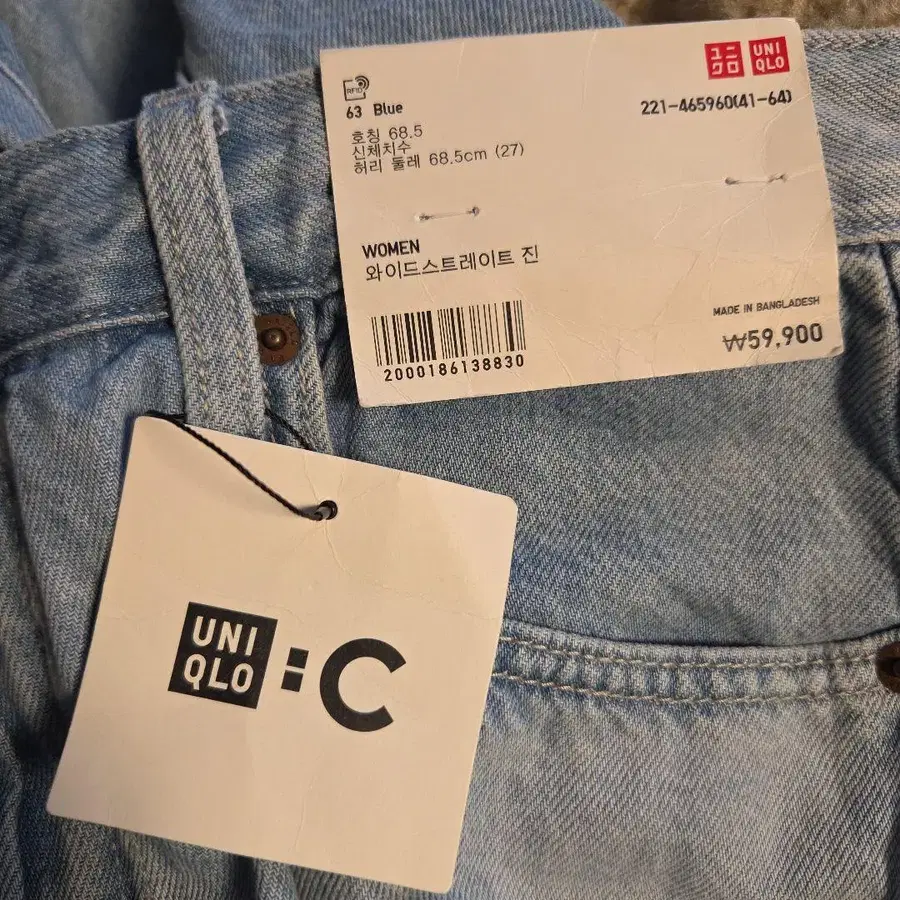 ユニ
クロ
UNI
QLO
RFID
63 Blue
221-465960(41-64)
호칭 68.5
신체치수
허리 둘레 68.5cm (27)
WOMEN
와이드스트레이트 진
MADE IN BANGLADESH
₩59,900
2000186138830
UNI
QLO
:C